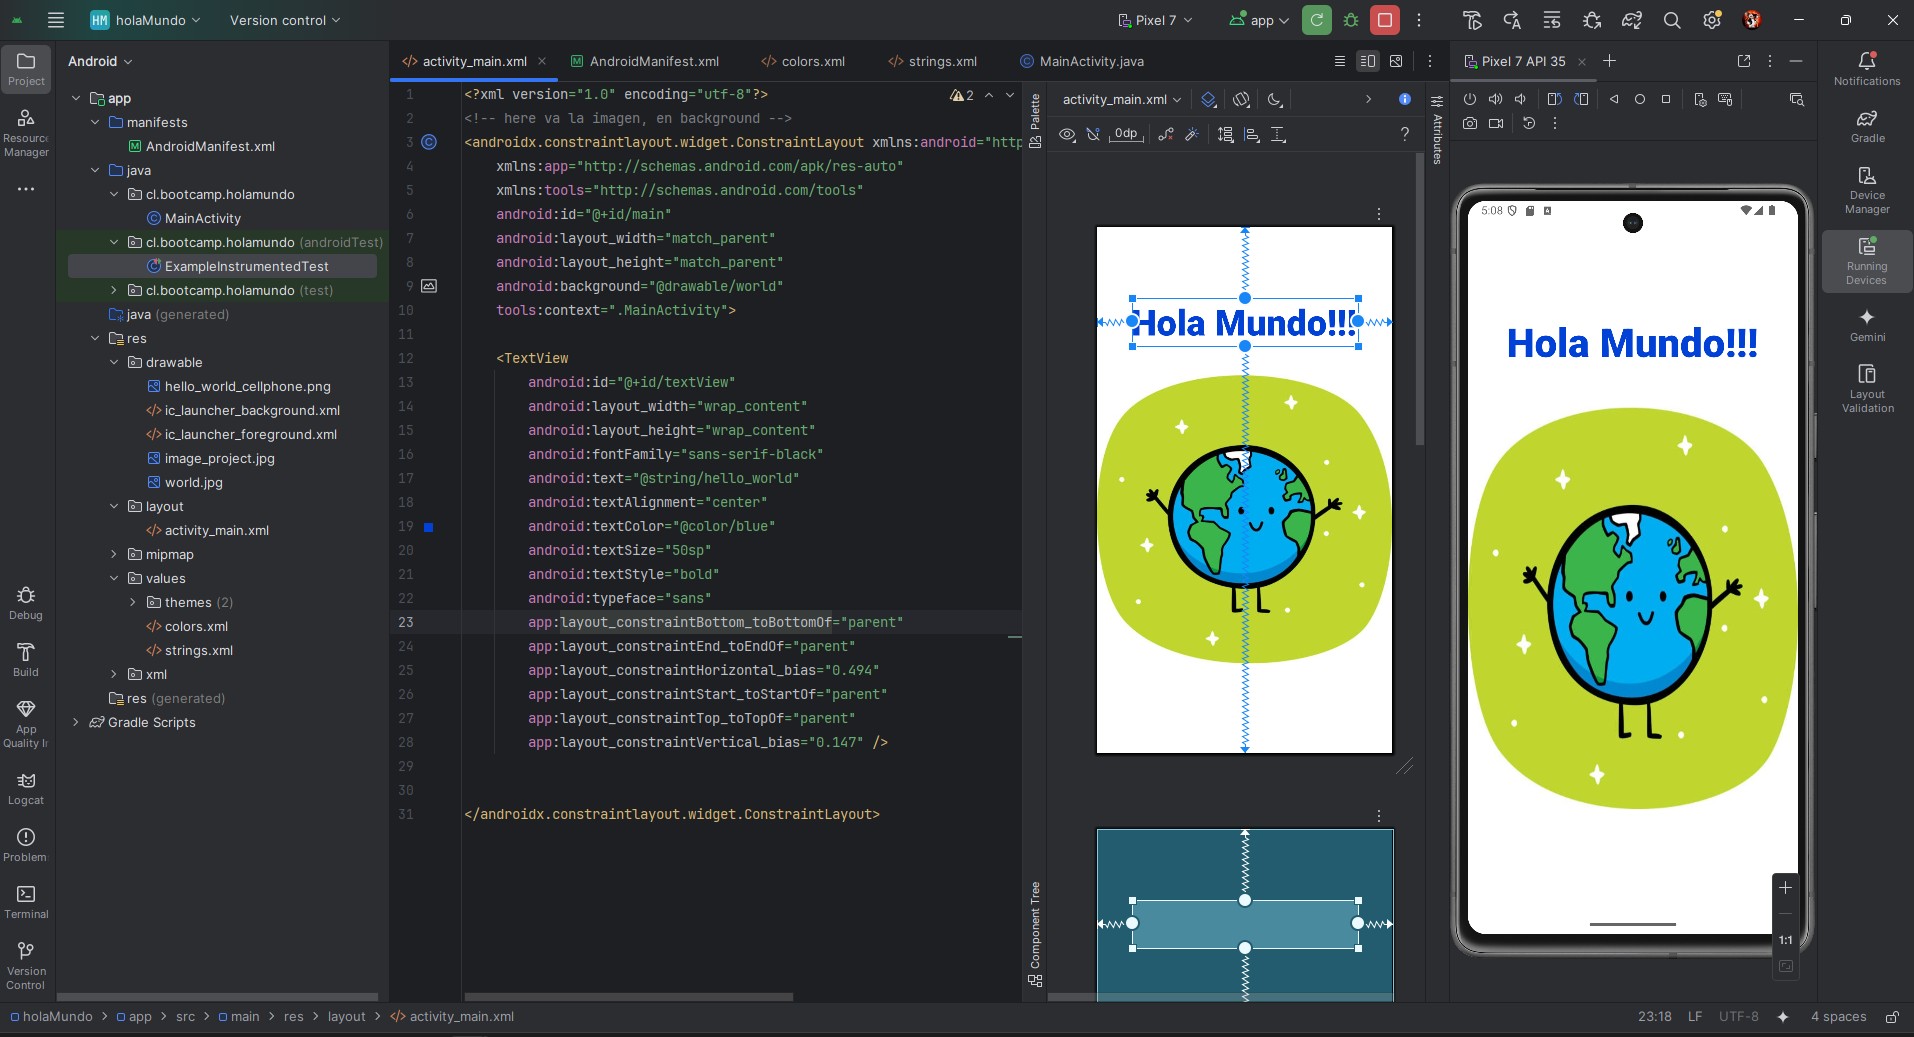 HM holaMundo Version control Pixel 7 app
Project
Resource Manager
Debug
Build
App Quality In
Logcat
Problem
Terminal
Version Control
Android
app
manifests
AndroidManifest.xml
java
cl.bootcamp.holamundo
MainActivity
cl.bootcamp.holamundo (androidTest)
ExampleInstrumentedTest
cl.bootcamp.holamundo (test)
java (generated)
res
drawable
hello_world_cellphone.png
ic_launcher_background.xml
ic_launcher_foreground.xml
image_project.jpg
world.jpg
layout
activity_main.xml
mipmap
values
themes (2)
colors.xml
strings.xml
xml
res (generated)
Gradle Scripts
activity_main.xml AndroidManifest.xml colors.xml strings.xml MainActivity.java
2
1 <?xml version="1.0" encoding="utf-8"?>
2 <!-- here va la imagen, en background -->
3 <androidx.constraintlayout.widget.ConstraintLayout xmlns:android="http
4 xmlns:app="http://schemas.android.com/apk/res-auto"
5 xmlns:tools="http://schemas.android.com/tools"
6 android:id="@+id/main"
7 android:layout_width="match_parent"
8 android:layout_height="match_parent"
9 android:background="@drawable/world"
10 tools:context=".MainActivity">
11
12 <TextView
13 android:id="@+id/textView"
14 android:layout_width="wrap_content"
15 android:layout_height="wrap_content"
16 android:fontFamily="sans-serif-black"
17 android:text="@string/hello_world"
18 android:textAlignment="center"
19 android:textColor="@color/blue"
20 android:textSize="50sp"
21 android:textStyle="bold"
22 android:typeface="sans"
23 app:layout_constraintBottom_toBottomOf="parent"
24 app:layout_constraintEnd_toEndOf="parent"
25 app:layout_constraintHorizontal_bias="0.494"
26 app:layout_constraintStart_toStartOf="parent"
27 app:layout_constraintTop_toTopOf="parent"
28 app:layout_constraintVertical_bias="0.147" />
29
30
31 </androidx.constraintlayout.widget.ConstraintLayout>
Palette
Component Tree
activity_main.xml
0dp
?
Attributes
Hola Mundo!!!
Pixel 7 API 35
5:08
Hola Mundo!!!
1:1
Notifications
Gradle
Device Manager
Running Devices
Gemini
Layout Validation
holaMundo > app > src > main > res > layout > activity_main.xml
23:18 LF UTF-8 4 spaces